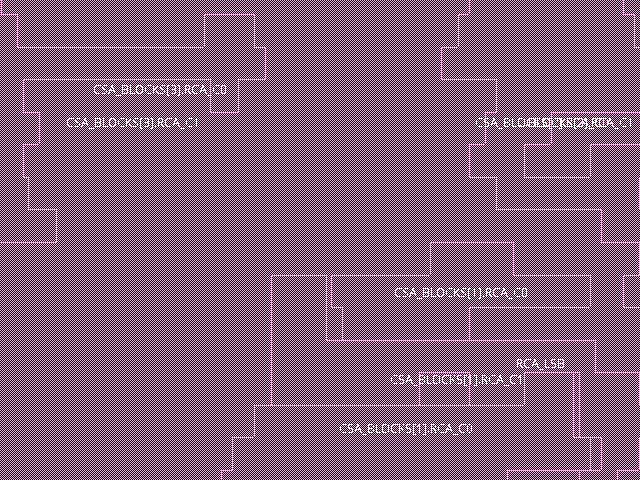 CSA_BLOCKS[3].RCA_C0
CSA_BLOCKS[3].RCA_C1
CSA_BLOCKS[1].RCA_C0
RCA_LSB
CSA_BLOCKS[1].RCA_C1
CSA_BLOCKS[1].RCA_C0